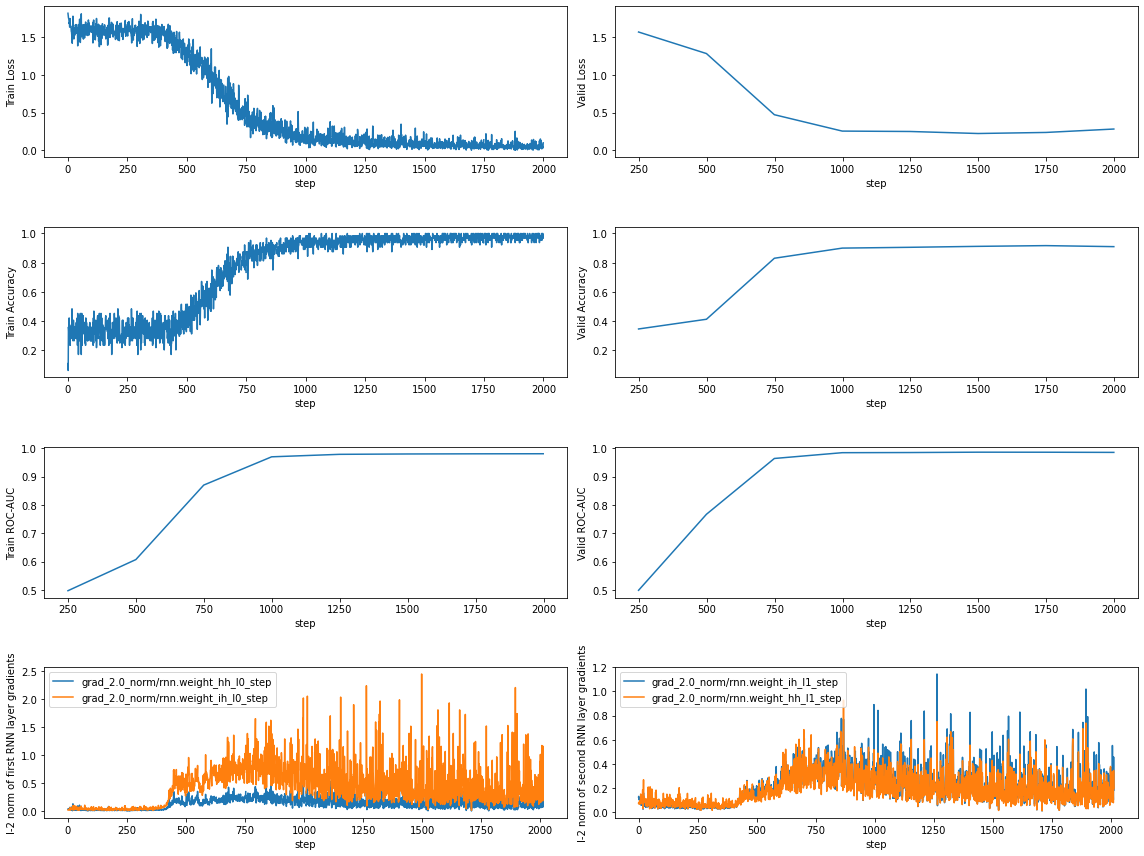 Train Loss
1.5
1.0
0.5
0.0
0 250 500 750 1000 1250 1500 1750 2000
step
Valid Loss
1.5
1.0
0.5
0.0
250 500 750 1000 1250 1500 1750 2000
step
Train Accuracy
1.0
0.8
0.6
0.4
0.2
0 250 500 750 1000 1250 1500 1750 2000
step
Valid Accuracy
1.0
0.8
0.6
0.4
0.2
250 500 750 1000 1250 1500 1750 2000
step
Train ROC-AUC
1.0
0.9
0.8
0.7
0.6
0.5
250 500 750 1000 1250 1500 1750 2000
step
Valid ROC-AUC
1.0
0.9
0.8
0.7
0.6
0.5
250 500 750 1000 1250 1500 1750 2000
step
l-2 norm of first RNN layer gradients
2.5
2.0
1.5
1.0
0.5
0.0
grad_2.0_norm/rnn.weight_hh_l0_step
grad_2.0_norm/rnn.weight_ih_l0_step
0 250 500 750 1000 1250 1500 1750 2000
step
l-2 norm of second RNN layer gradients
1.2
1.0
0.8
0.6
0.4
0.2
0.0
grad_2.0_norm/rnn.weight_ih_l1_step
grad_2.0_norm/rnn.weight_hh_l1_step
0 250 500 750 1000 1250 1500 1750 2000
step